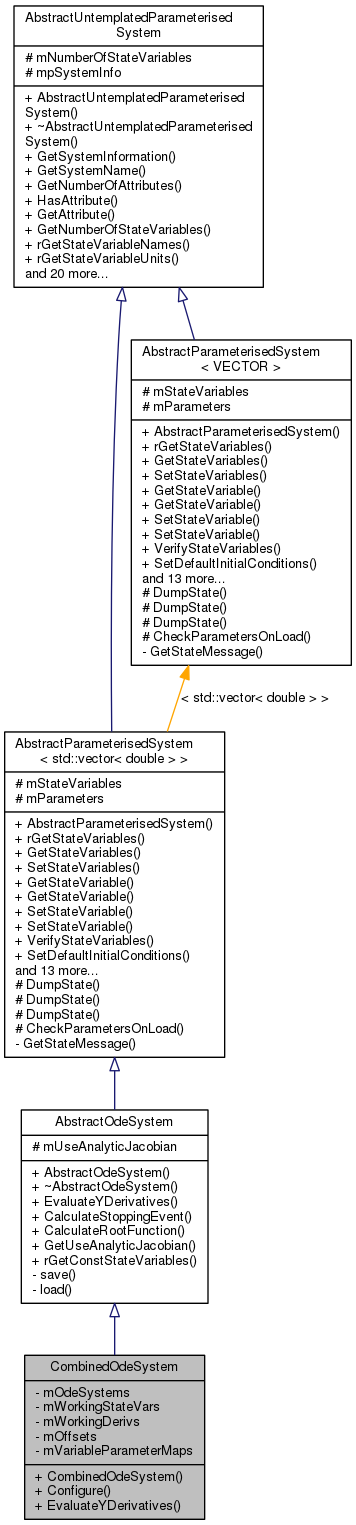 AbstractUntemplatedParameterised
System
# mNumberOfStateVariables
# mpSystemInfo
+ AbstractUntemplatedParameterised
System()
+ ~AbstractUntemplatedParameterised
System()
+ GetSystemInformation()
+ GetSystemName()
+ GetNumberOfAttributes()
+ HasAttribute()
+ GetAttribute()
+ GetNumberOfStateVariables()
+ rGetStateVariableNames()
+ rGetStateVariableUnits()
and 20 more...
AbstractParameterisedSystem
< VECTOR >
# mStateVariables
# mParameters
+ AbstractParameterisedSystem()
+ rGetStateVariables()
+ GetStateVariables()
+ SetStateVariables()
+ GetStateVariable()
+ GetStateVariable()
+ SetStateVariable()
+ SetStateVariable()
+ VerifyStateVariables()
+ SetDefaultInitialConditions()
and 13 more...
# DumpState()
# DumpState()
# DumpState()
# CheckParametersOnLoad()
- GetStateMessage()
< std::vector< double > >
AbstractParameterisedSystem
< std::vector< double > >
# mStateVariables
# mParameters
+ AbstractParameterisedSystem()
+ rGetStateVariables()
+ GetStateVariables()
+ SetStateVariables()
+ GetStateVariable()
+ GetStateVariable()
+ SetStateVariable()
+ SetStateVariable()
+ VerifyStateVariables()
+ SetDefaultInitialConditions()
and 13 more...
# DumpState()
# DumpState()
# DumpState()
# CheckParametersOnLoad()
- GetStateMessage()
AbstractOdeSystem
# mUseAnalyticJacobian
+ AbstractOdeSystem()
+ ~AbstractOdeSystem()
+ EvaluateYDerivatives()
+ CalculateStoppingEvent()
+ CalculateRootFunction()
+ GetUseAnalyticJacobian()
+ rGetConstStateVariables()
- save()
- load()
CombinedOdeSystem
- mOdeSystems
- mWorkingStateVars
- mWorkingDerivs
- mOffsets
- mVariableParameterMaps
+ CombinedOdeSystem()
+ Configure()
+ EvaluateYDerivatives()